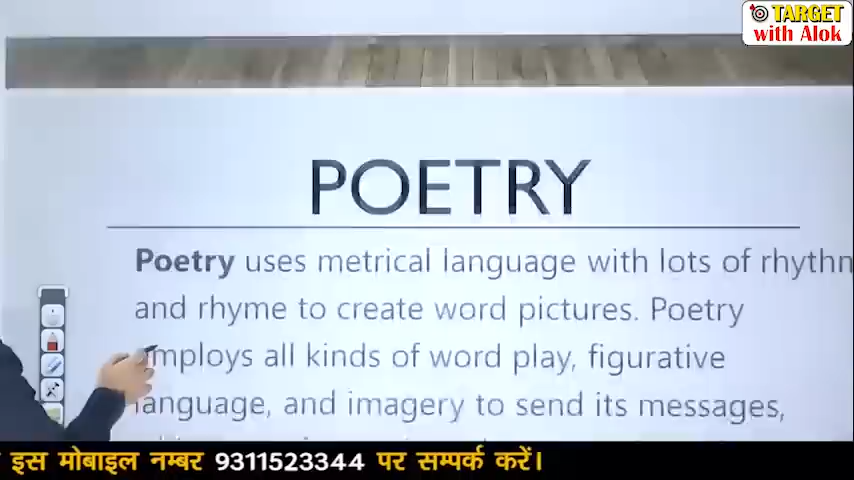 TARGET
with Alok
POETRY
Poetry uses metrical language with lots of rhythm
and rhyme to create word pictures. Poetry
employs all kinds of word play, figurative
language, and imagery to send its messages,
इस मोबाइल नम्बर 9311523344 पर सम्पर्क करें।